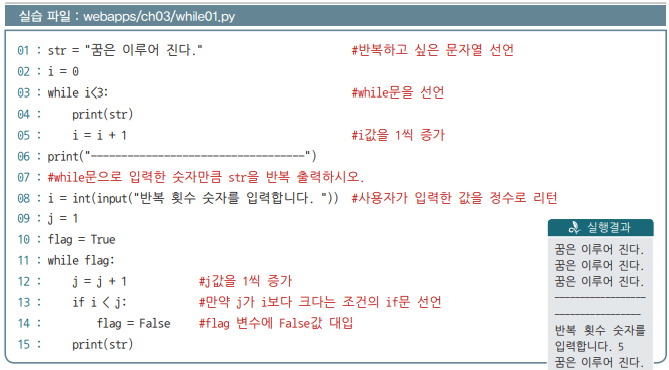 실습 파일 : webapps/ch03/while01.py
01 : str = "꿈은 이루어 진다." #반복하고 싶은 문자열 선언
02 : i = 0
03 : while i<3: #while문을 선언
04 : print(str)
05 : i = i + 1 #i값을 1씩 증가
06 : print("-----------------------------------")
07 : #while문으로 입력한 숫자만큼 str을 반복 출력하시오.
08 : i = int(input("반복 횟수 숫자를 입력합니다. ")) #사용자가 입력한 값을 정수로 리턴
09 : j = 1
10 : flag = True
11 : while flag:
12 : j = j + 1 #j값을 1씩 증가
13 : if i < j: #만약 j가 i보다 크다는 조건의 if문 선언
14 : flag = False #flag 변수에 False값 대입
15 : print(str)
실행결과
꿈은 이루어 진다.
꿈은 이루어 진다.
꿈은 이루어 진다.
------------------
-----------------
반복 횟수 숫자를
입력합니다. 5
꿈은 이루어 진다.